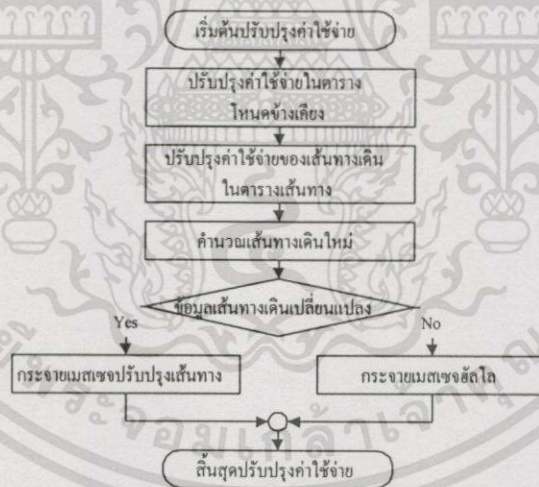 เริ่มต้นปรับปรุงค่าใช้จ่าย
ปรับปรุงค่าใช้จ่ายในตาราง
โหนดข้างเคียง
ปรับปรุงค่าใช้จ่ายของเส้นทางเดิน
ในตารางเส้นทาง
คำนวณเส้นทางเดินใหม่
ข้อมูลเส้นทางเดินเปลี่ยนแปลง
Yes
No
กระจายเมสเซจปรับปรุงเส้นทาง
กระจายเมสเซจฮัลโล
สิ้นสุดปรับปรุงค่าใช้จ่าย